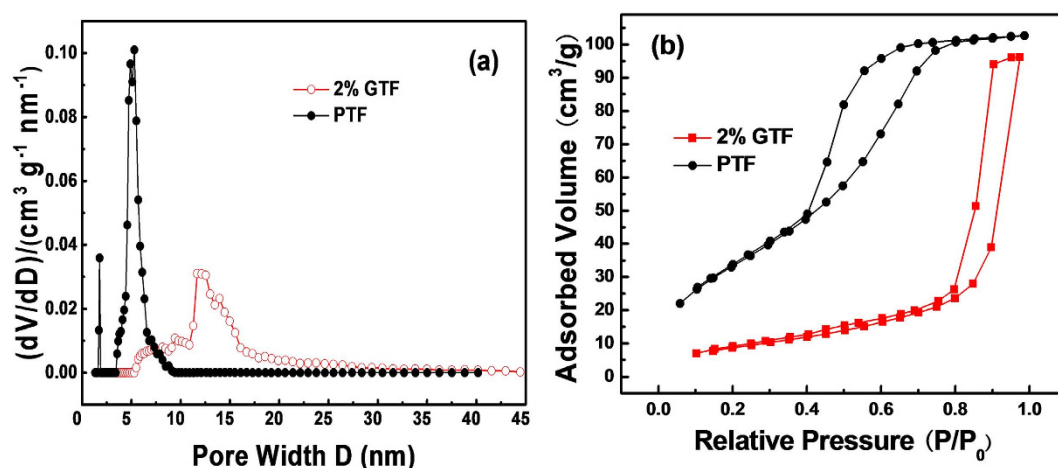 (a)
2% GTF
PTF
(dV/dD)/(cm³ g⁻¹ nm⁻¹)
0.10
0.08
0.06
0.04
0.02
0.00
0 5 10 15 20 25 30 35 40 45
Pore Width D (nm)
(b)
2% GTF
PTF
Adsorbed Volume (cm³/g)
100
90
80
70
60
50
40
30
20
10
0
0.0 0.2 0.4 0.6 0.8 1.0
Relative Pressure (P/P₀)